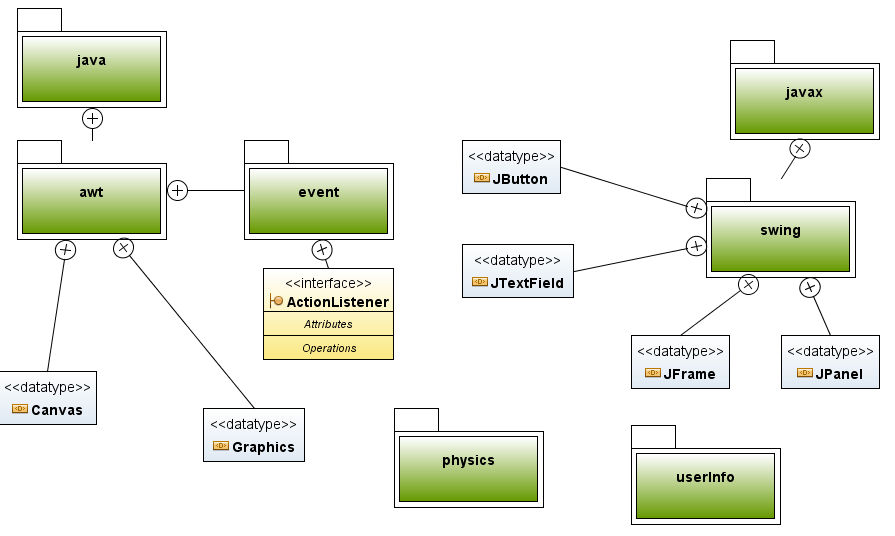 java
javax
awt
event
<<datatype>>
JButton
swing
<<datatype>>
JTextField
<<interface>>
ActionListener
Attributes
Operations
<<datatype>>
JFrame
<<datatype>>
JPanel
<<datatype>>
Canvas
<<datatype>>
Graphics
physics
userInfo